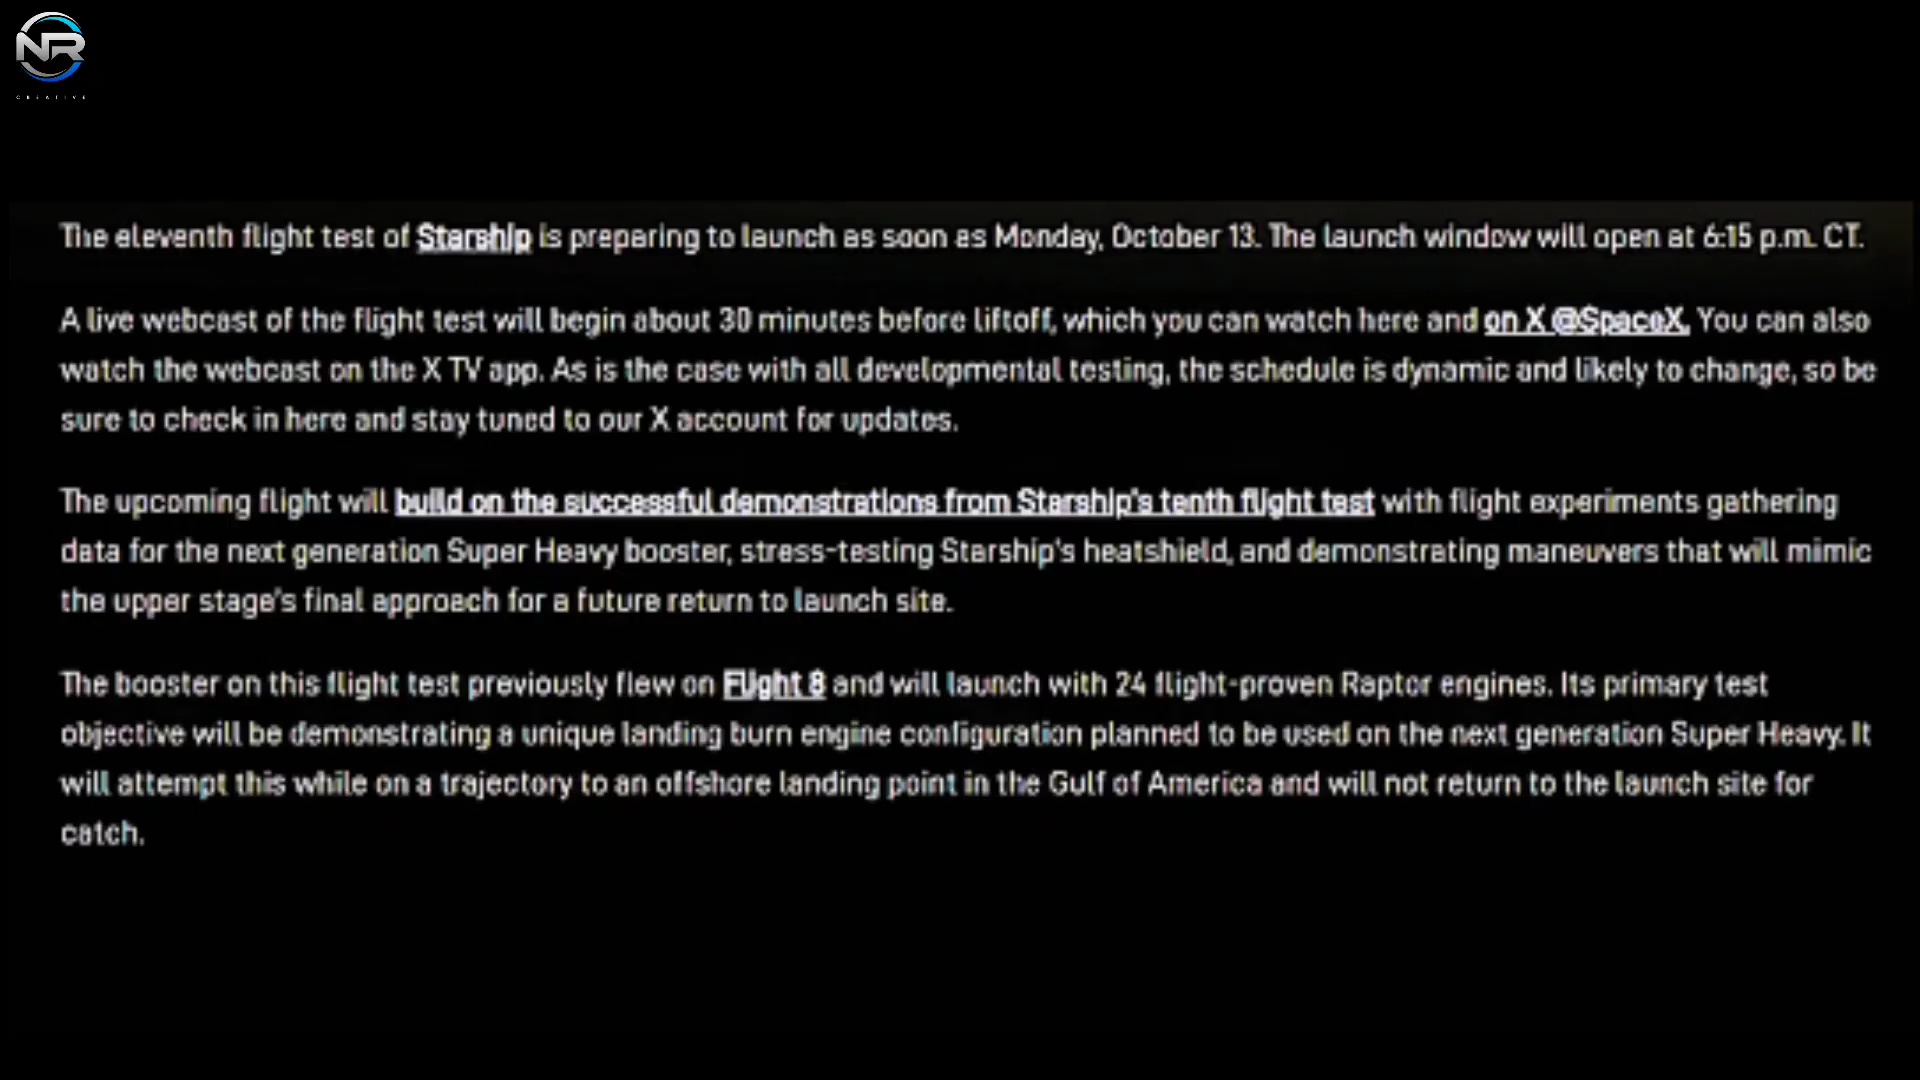 NR
CREATIVE
The eleventh flight test of Starship is preparing to launch as soon as Monday, October 13. The launch window will open at 6:15 p.m. CT.
A live webcast of the flight test will begin about 30 minutes before liftoff, which you can watch here and on X @SpaceX. You can also
watch the webcast on the X TV app. As is the case with all developmental testing, the schedule is dynamic and likely to change, so be
sure to check in here and stay tuned to our X account for updates.
The upcoming flight will build on the successful demonstrations from Starship's tenth flight test with flight experiments gathering
data for the next generation Super Heavy booster, stress-testing Starship's heatshield, and demonstrating maneuvers that will mimic
the upper stage's final approach for a future return to launch site.
The booster on this flight test previously flew on Flight 8 and will launch with 24 flight-proven Raptor engines. Its primary test
objective will be demonstrating a unique landing burn engine configuration planned to be used on the next generation Super Heavy. It
will attempt this while on a trajectory to an offshore landing point in the Gulf of America and will not return to the launch site for
catch.